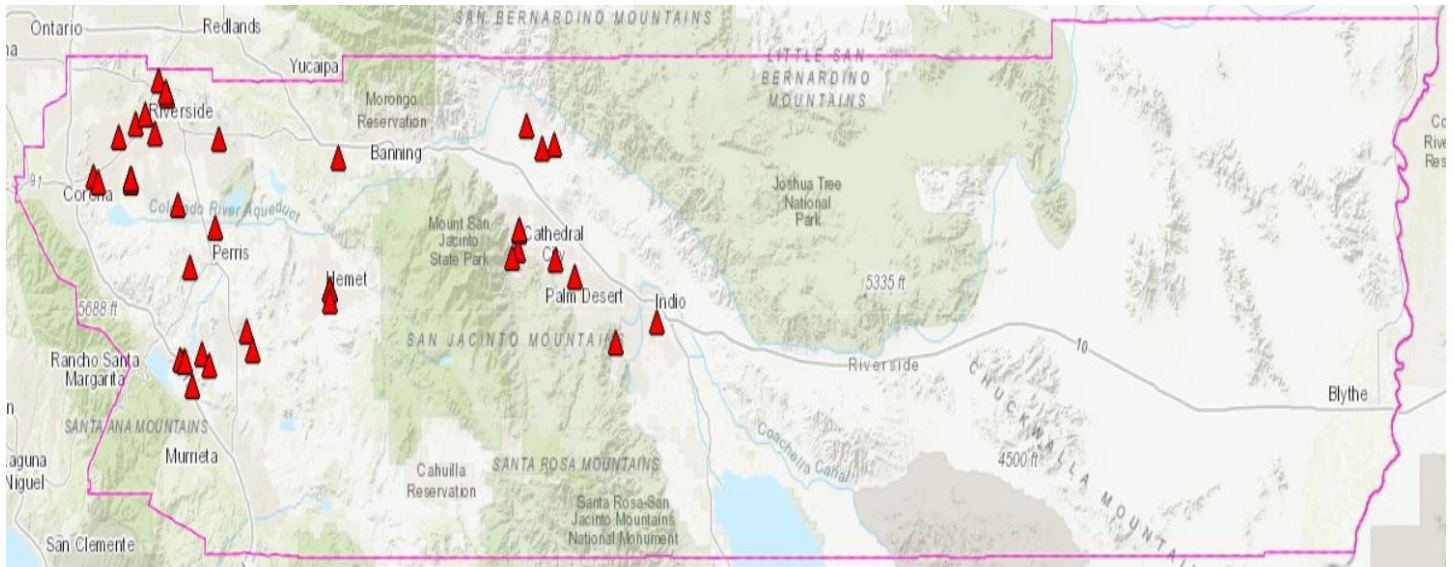 SAN BERNARDINO MOUNTAINS
Ontario
Redlands
Yucaipa
LITTLE SAN
BERNARDINO
MOUNTAINS
Morongo
Reservation
Riverside
Banning
91
Corona
Colorado River Aqueduct
Joshua Tree
National
Park
Mount San
Jacinto
State Park
Cathedral
City
Perris
Hemet
5688 ft
5335 ft
Palm Desert
Indio
SAN JACINTO MOUNTAINS
Rancho Santa
Margarita
Riverside
10
Blythe
CHUCKWALLA MOUNTAINS
SANTA ANA MOUNTAINS
Murrieta
Coachella Canal
4500 ft
Cahuilla
Reservation
SANTA ROSA MOUNTAINS
Laguna
Niguel
Santa Rosa-San
Jacinto Mountains
National Monument
San Clemente